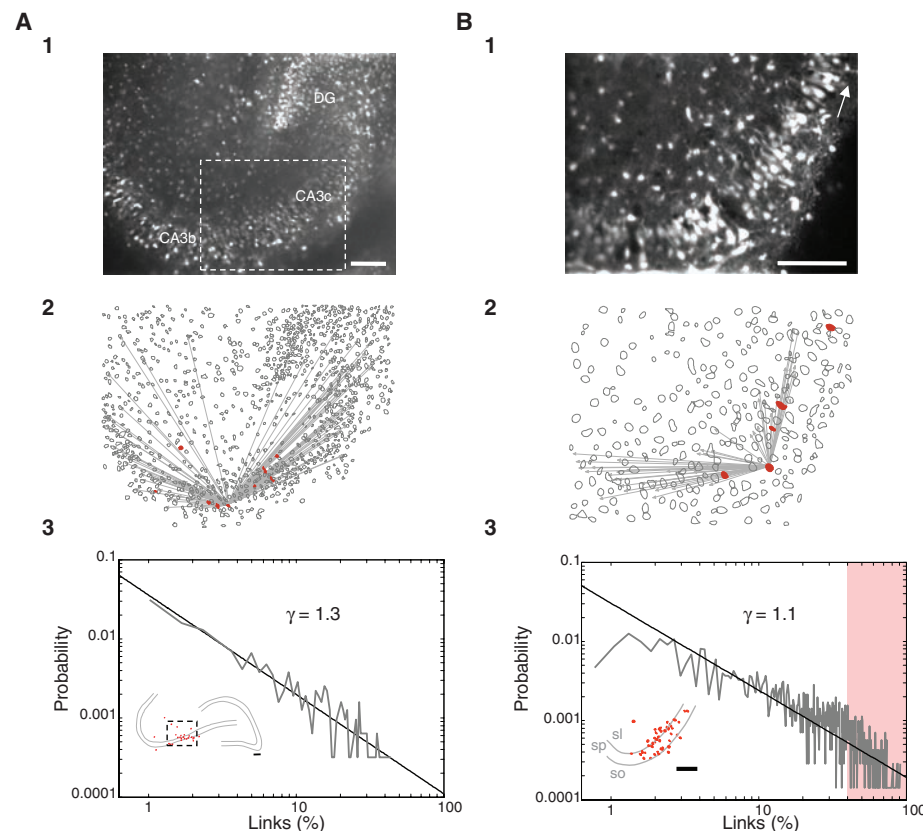 A
1
DG
CA3c
CA3b
2
3
0.1
0.01
0.001
0.0001
Probability
γ = 1.3
1
10
100
Links (%)
B
1
2
3
0.1
0.01
0.001
0.0001
Probability
γ = 1.1
sl
sp
so
1
10
100
Links (%)